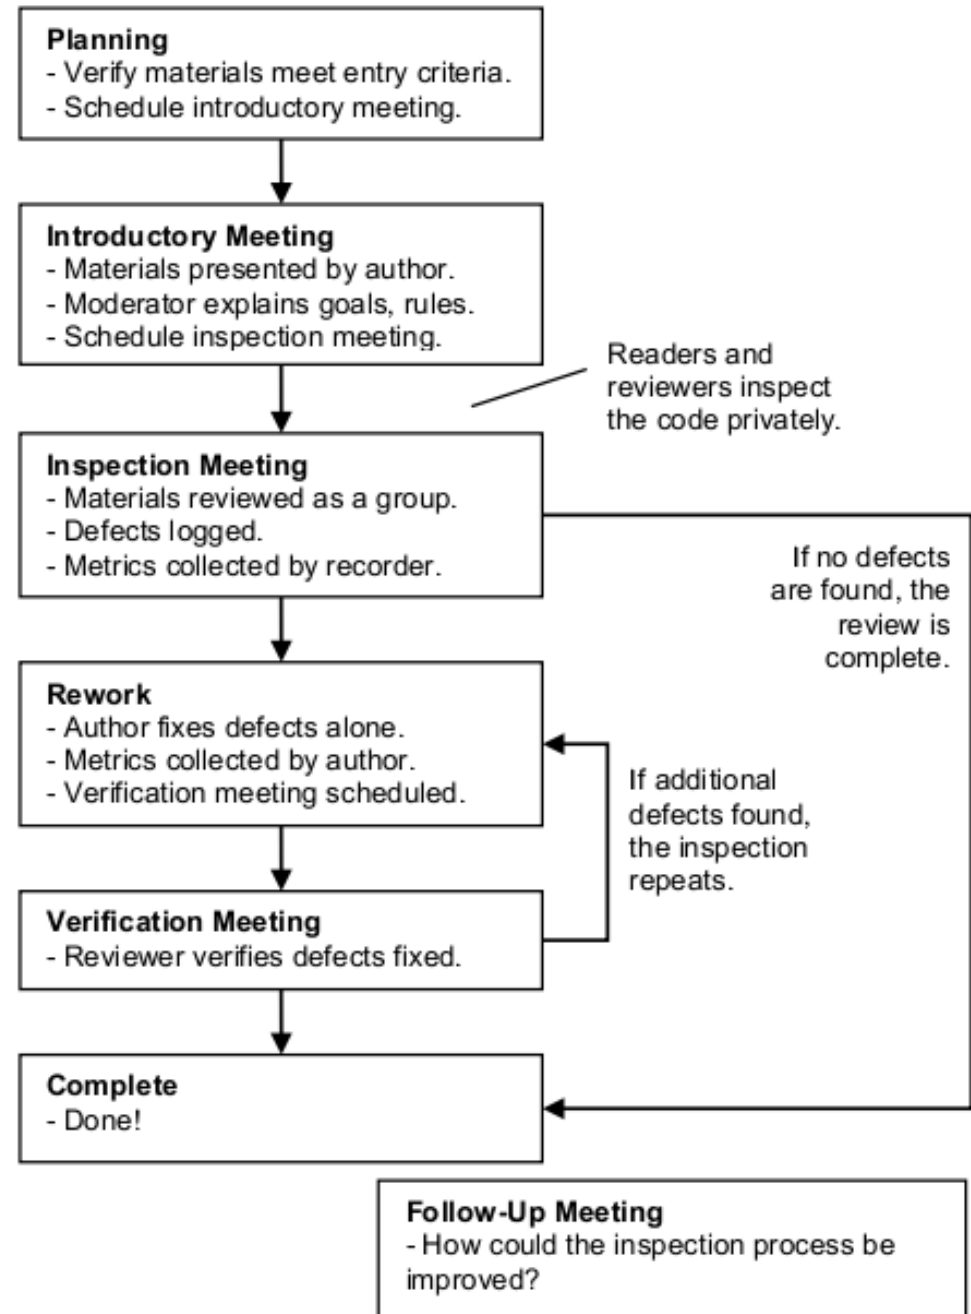 Planning
- Verify materials meet entry criteria.
- Schedule introductory meeting.
Introductory Meeting
- Materials presented by author.
- Moderator explains goals, rules.
- Schedule inspection meeting.
Readers and
reviewers inspect
the code privately.
Inspection Meeting
- Materials reviewed as a group.
- Defects logged.
- Metrics collected by recorder.
If no defects
are found, the
review is
complete.
Rework
- Author fixes defects alone.
- Metrics collected by author.
- Verification meeting scheduled.
If additional
defects found,
the inspection
repeats.
Verification Meeting
- Reviewer verifies defects fixed.
Complete
- Done!
Follow-Up Meeting
- How could the inspection process be
improved?